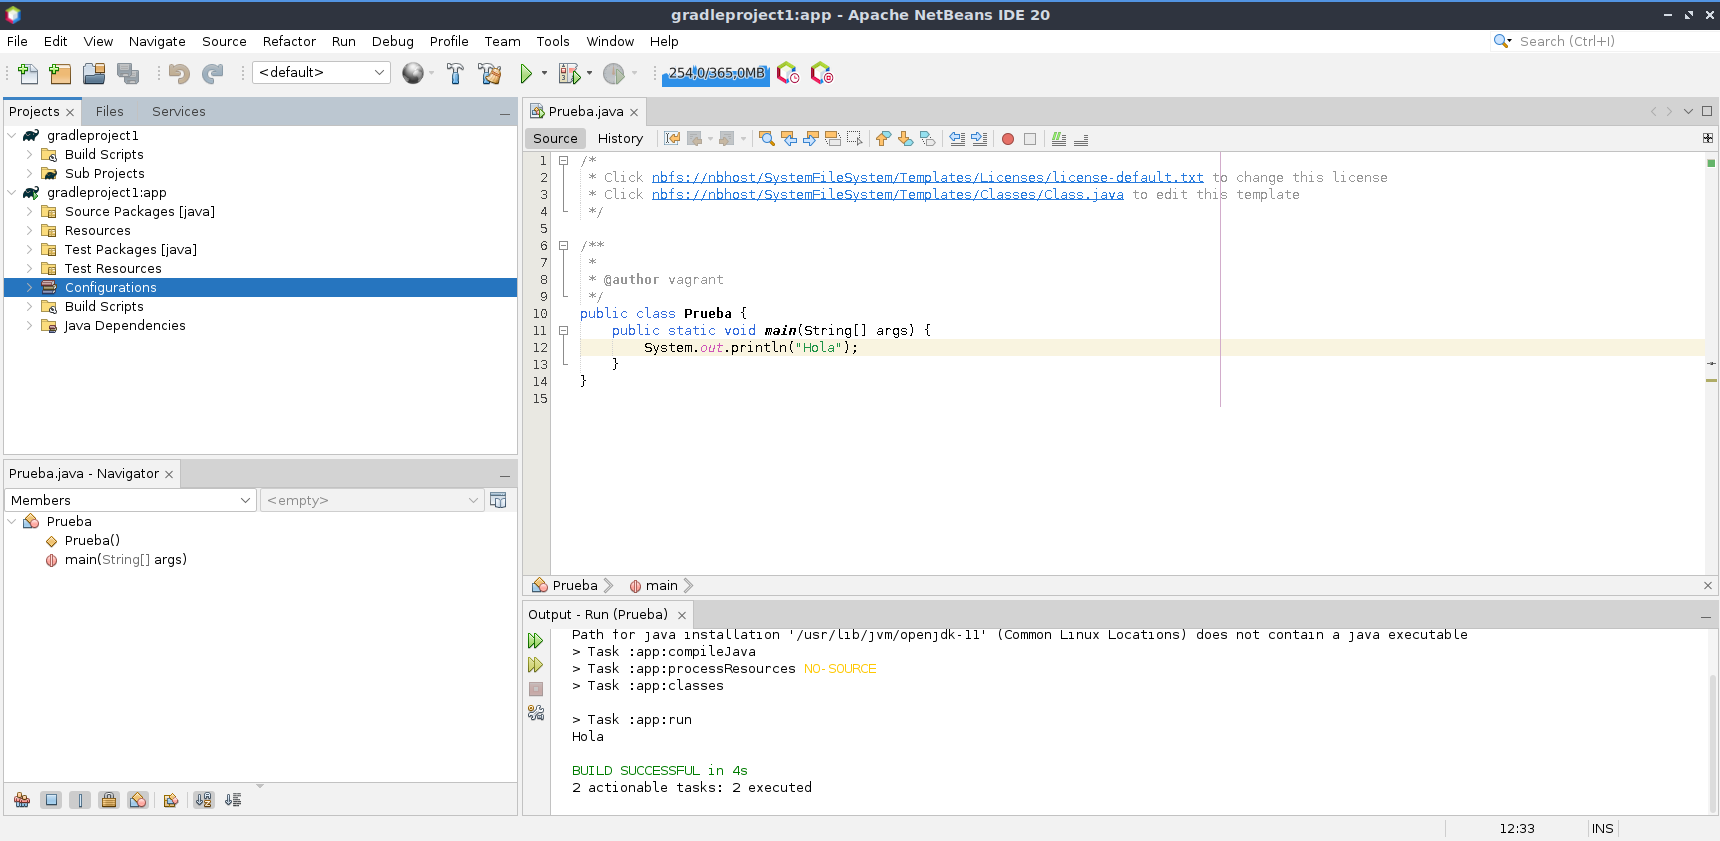 gradleproject1:app - Apache NetBeans IDE 20
File Edit View Navigate Source Refactor Run Debug Profile Team Tools Window Help
Search (Ctrl+I)
<default>
254,0/365,0MB
Projects Files Services
gradleproject1
Build Scripts
Sub Projects
gradleproject1:app
Source Packages [java]
Resources
Test Packages [java]
Test Resources
Configurations
Build Scripts
Java Dependencies
Prueba.java - Navigator
Members <empty>
Prueba
Prueba()
main(String[] args)
Prueba.java
Source History
1 /*
2 * Click nbfs://nbhost/SystemFileSystem/Templates/Licenses/license-default.txt to change this license
3 * Click nbfs://nbhost/SystemFileSystem/Templates/Classes/Class.java to edit this template
4 */
5
6 /**
7 *
8 * @author vagrant
9 */
10 public class Prueba {
11 public static void main(String[] args) {
12 System.out.println("Hola");
13 }
14 }
15
Prueba main
Output - Run (Prueba)
Path for java installation '/usr/lib/jvm/openjdk-11' (Common Linux Locations) does not contain a java executable
> Task :app:compileJava
> Task :app:processResources NO-SOURCE
> Task :app:classes
> Task :app:run
Hola
BUILD SUCCESSFUL in 4s
2 actionable tasks: 2 executed
12:33 INS